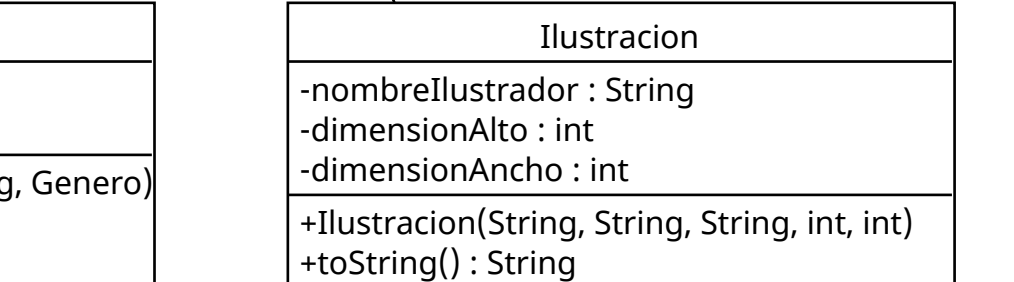 Ilustracion
-nombreIlustrador : String
-dimensionAlto : int
-dimensionAncho : int
g, Genero)
+Ilustracion(String, String, String, int, int)
+toString() : String